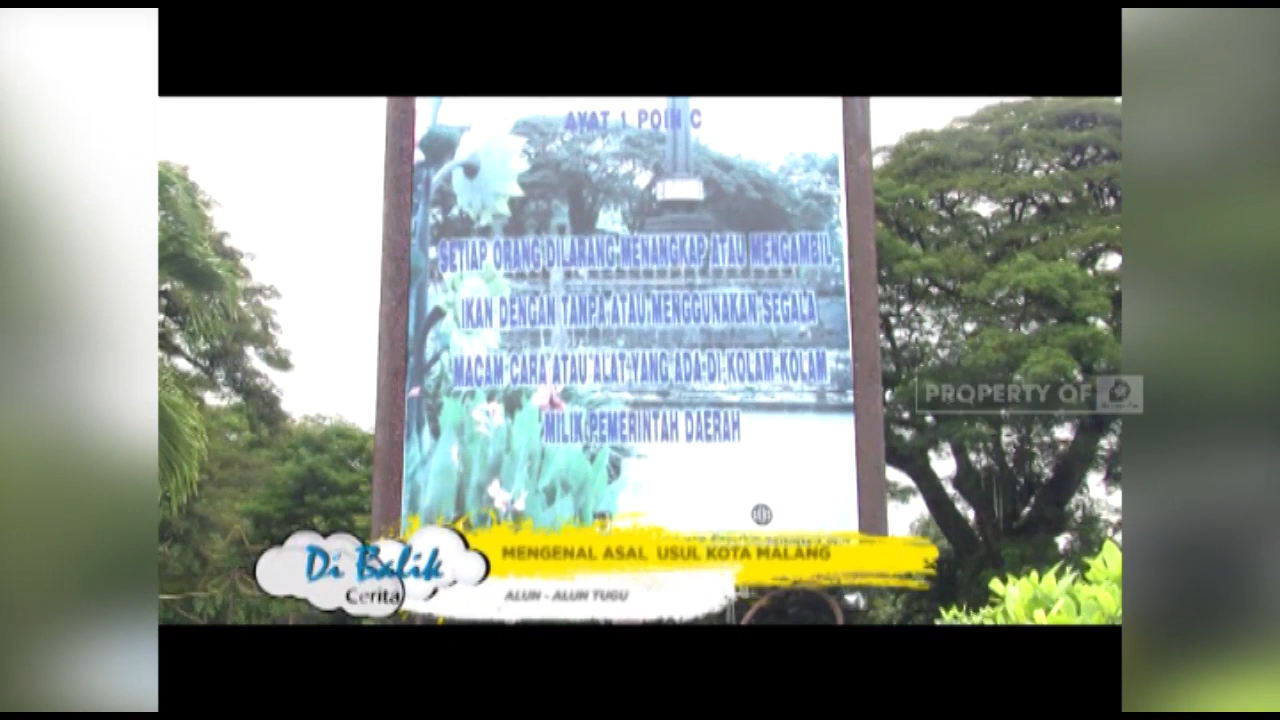 AYAT 1 POIN C
SETIAP ORANG DILARANG MENANGKAP ATAU MENGAMBIL
IKAN DENGAN TANPA ATAU MENGGUNAKAN SEGALA
MACAM CARA ATAU ALAT YANG ADA DI KOLAM-KOLAM
MILIK PEMERINTAH DAERAH
PROPERTY OF
Di Balik
Cerita
MENGENAL ASAL USUL KOTA MALANG
ALUN - ALUN TUGU